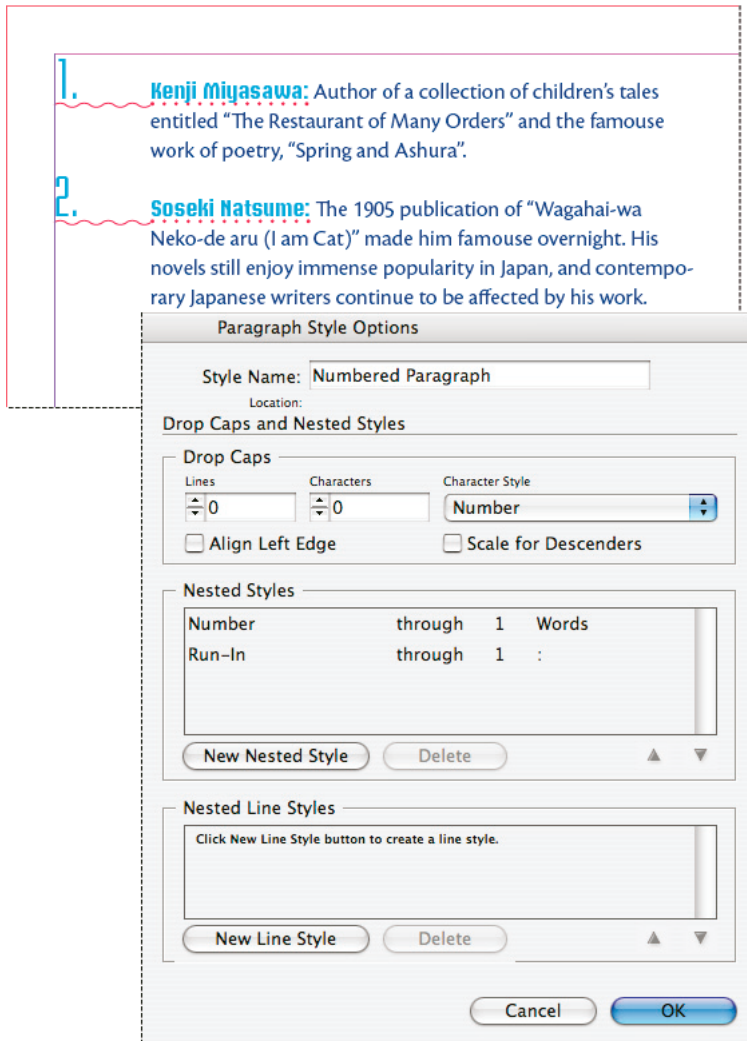 1.
Kenji Miyasawa: Author of a collection of children’s tales
entitled “The Restaurant of Many Orders” and the famouse
work of poetry, “Spring and Ashura”.
2.
Soseki Natsume: The 1905 publication of “Wagahai-wa
Neko-de aru (I am Cat)” made him famouse overnight. His
novels still enjoy immense popularity in Japan, and contempo-
rary Japanese writers continue to be affected by his work.
Paragraph Style Options
Style Name: Numbered Paragraph
Location:
Drop Caps and Nested Styles
Drop Caps
Lines Characters Character Style
0 0 Number
Align Left Edge Scale for Descenders
Nested Styles
Number through 1 Words
Run-In through 1 :
New Nested Style Delete
Nested Line Styles
Click New Line Style button to create a line style.
New Line Style Delete
Cancel OK